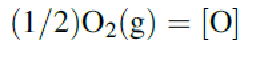 (1/2)O₂(g) = [O]